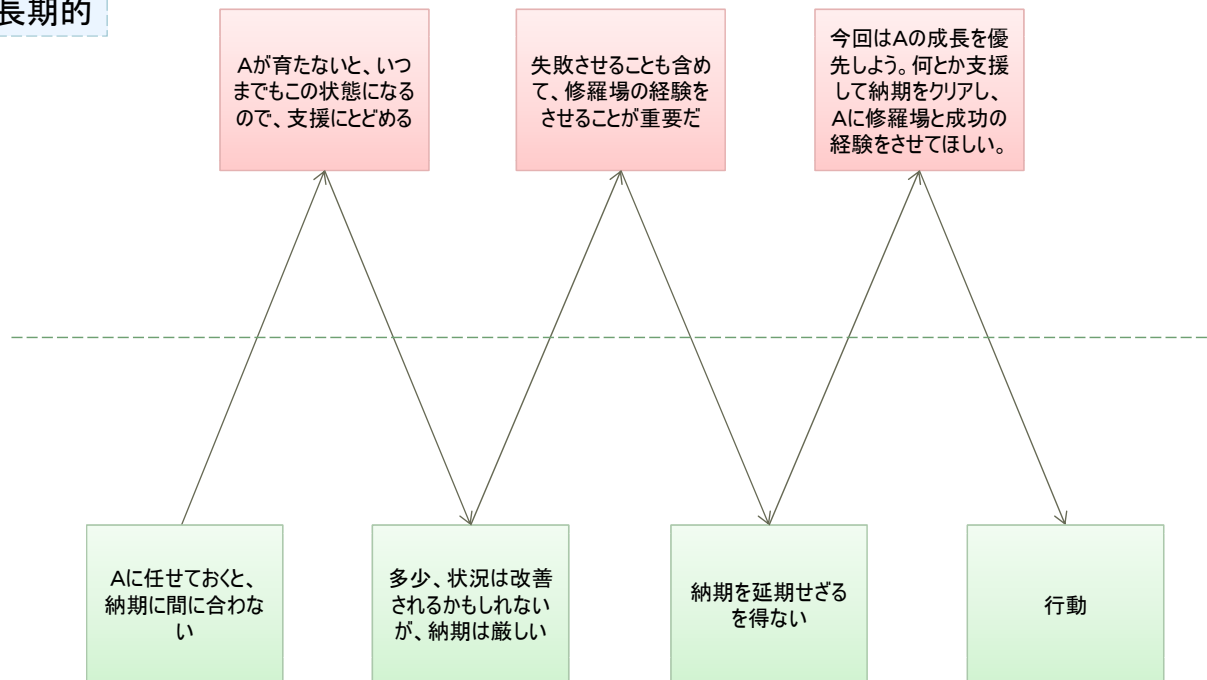 長期的
Aが育たないと、いつ
までもこの状態になる
ので、支援にとどめる
失敗させることも含め
て、修羅場の経験を
させることが重要だ
今回はAの成長を優
先しよう。何とか支援
して納期をクリアし、
Aに修羅場と成功の
経験をさせてほしい。
Aに任せておくと、
納期に間に合わな
い
多少、状況は改善
されるかもしれない
が、納期は厳しい
納期を延期せざる
を得ない
行動